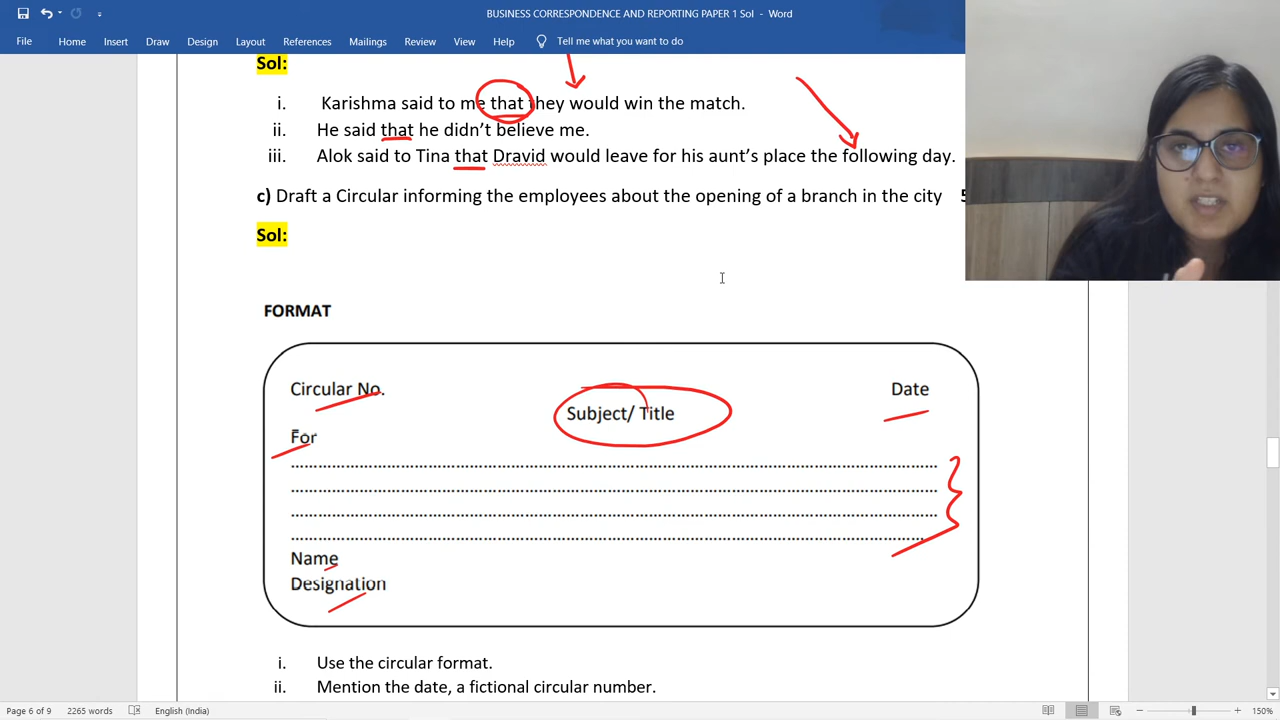 BUSINESS CORRESPONDENCE AND REPORTING PAPER 1 Sol - Word
File Home Insert Draw Design Layout References Mailings Review View Help Tell me what you want to do
Sol:
i. Karishma said to me that they would win the match.
ii. He said that he didn't believe me.
iii. Alok said to Tina that Dravid would leave for his aunt's place the following day.
c) Draft a Circular informing the employees about the opening of a branch in the city
Sol:
FORMAT
Circular No. Date
Subject/ Title
For
Name
Designation
i. Use the circular format.
ii. Mention the date, a fictional circular number.
Page 6 of 9 2265 words English (India) 150%